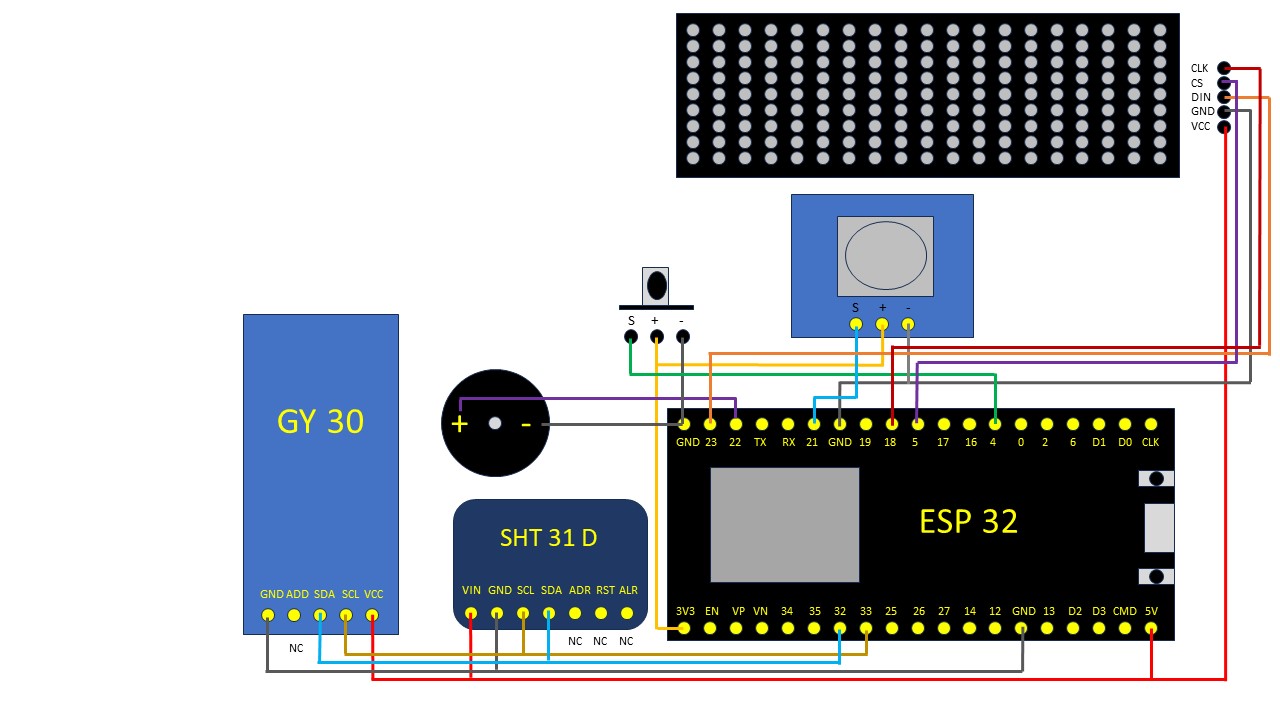 CLK
CS
DIN
GND
VCC
S + -
S + -
GY 30
+ -
GND 23 22 TX RX 21 GND 19 18 5 17 16 4 0 2 6 D1 D0 CLK
ESP 32
SHT 31 D
VIN GND SCL SDA ADR RST ALR
GND ADD SDA SCL VCC
3V3 EN VP VN 34 35 32 33 25 26 27 14 12 GND 13 D2 D3 CMD 5V
NC NC NC
NC